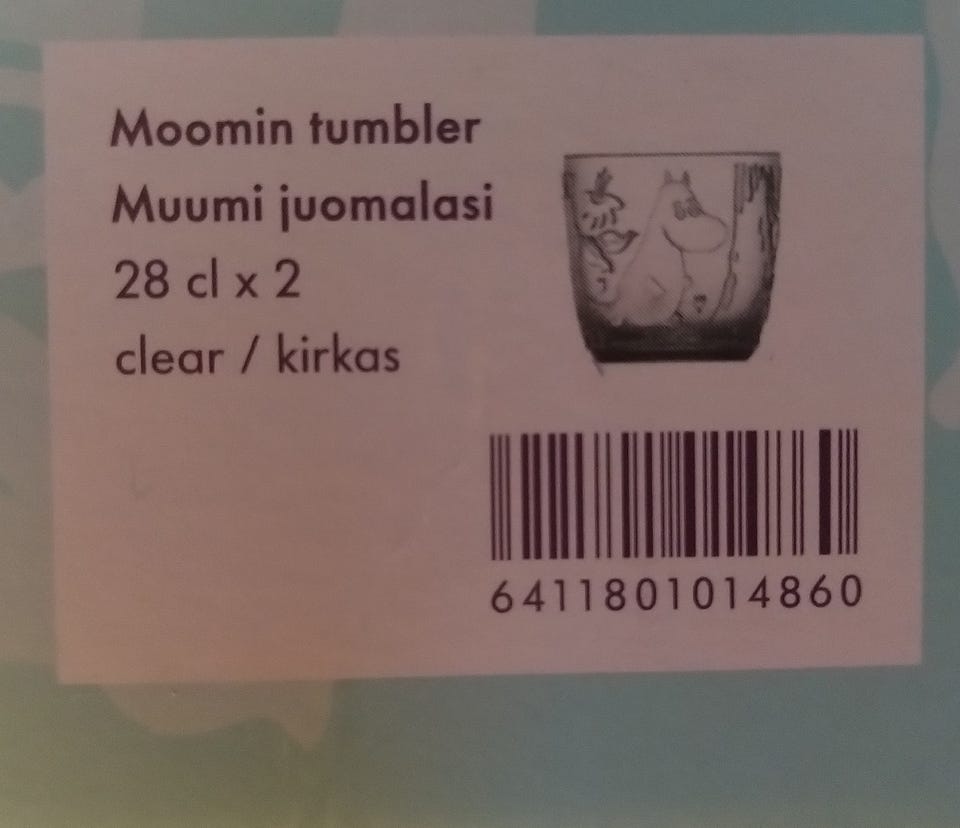 Moomin tumbler
Muumi juomalasi
28 cl x 2
clear / kirkas
6411801014860